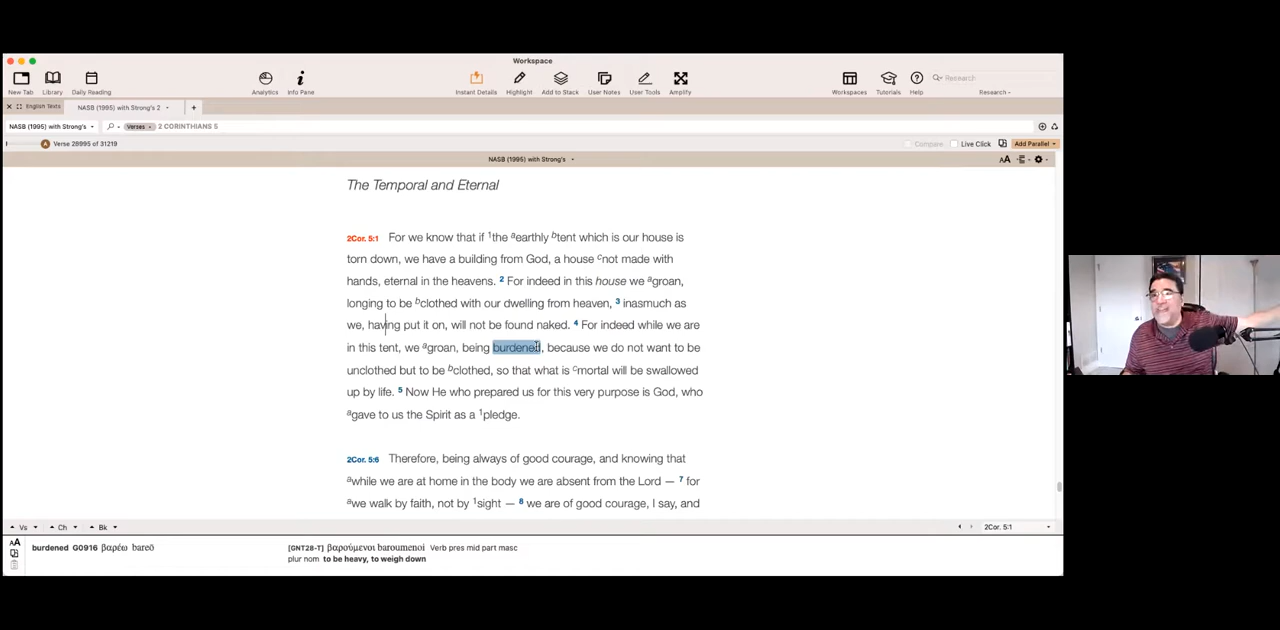 Workspace
New Tab Library Daily Reading Analytics Info Pane Instant Details Highlight Add to Stack User Notes User Tools Amplify Workspaces Tutorials Help Research
Research
English Texts NASB (1995) with Strong's 2 +
NASB (1995) with Strong's Verses 2 CORINTHIANS 5
A Verse 28995 of 31219 Compare Live Click Add Parallel
NASB (1995) with Strong's AA
The Temporal and Eternal
2Cor. 5:1 For we know that if 1the aearthly btent which is our house is
torn down, we have a building from God, a house cnot made with
hands, eternal in the heavens. 2 For indeed in this house we agroan,
longing to be bclothed with our dwelling from heaven, 3 inasmuch as
we, having put it on, will not be found naked. 4 For indeed while we are
in this tent, we agroan, being burdened, because we do not want to be
unclothed but to be bclothed, so that what is cmortal will be swallowed
up by life. 5 Now He who prepared us for this very purpose is God, who
agave to us the Spirit as a 1pledge.
2Cor. 5:6 Therefore, being always of good courage, and knowing that
awhile we are at home in the body we are absent from the Lord — 7 for
awe walk by faith, not by 1sight — 8 we are of good courage, I say, and
Vs Ch Bk 2Cor. 5:1
AA burdened G0916 βαρέω bareō [GNT28-T] βαρούμενοι baroumenoi Verb pres mid part masc
plur nom to be heavy, to weigh down